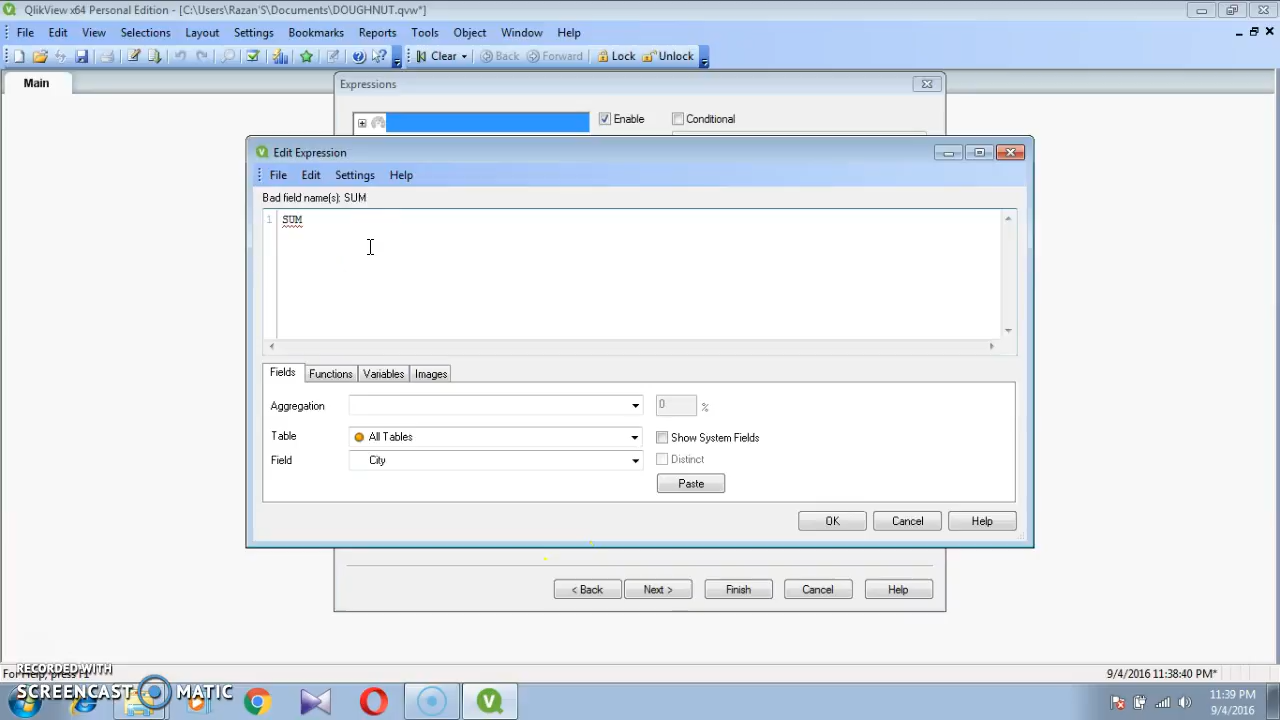 QlikView x64 Personal Edition - [C:\Users\Razan'S\Documents\DOUGHNUT.qvw*]
File Edit View Selections Layout Settings Bookmarks Reports Tools Object Window Help
Clear Back Forward Lock Unlock
Main
Expressions
Enable Conditional
Edit Expression
File Edit Settings Help
Bad field name(s): SUM
1 SUM
Fields Functions Variables Images
Aggregation 0 %
Table All Tables Show System Fields
Field City Distinct
Paste
OK Cancel Help
< Back Next > Finish Cancel Help
For Help, press F1 9/4/2016 11:38:40 PM*
RECORDED WITH
SCREENCAST MATIC
11:39 PM
9/4/2016